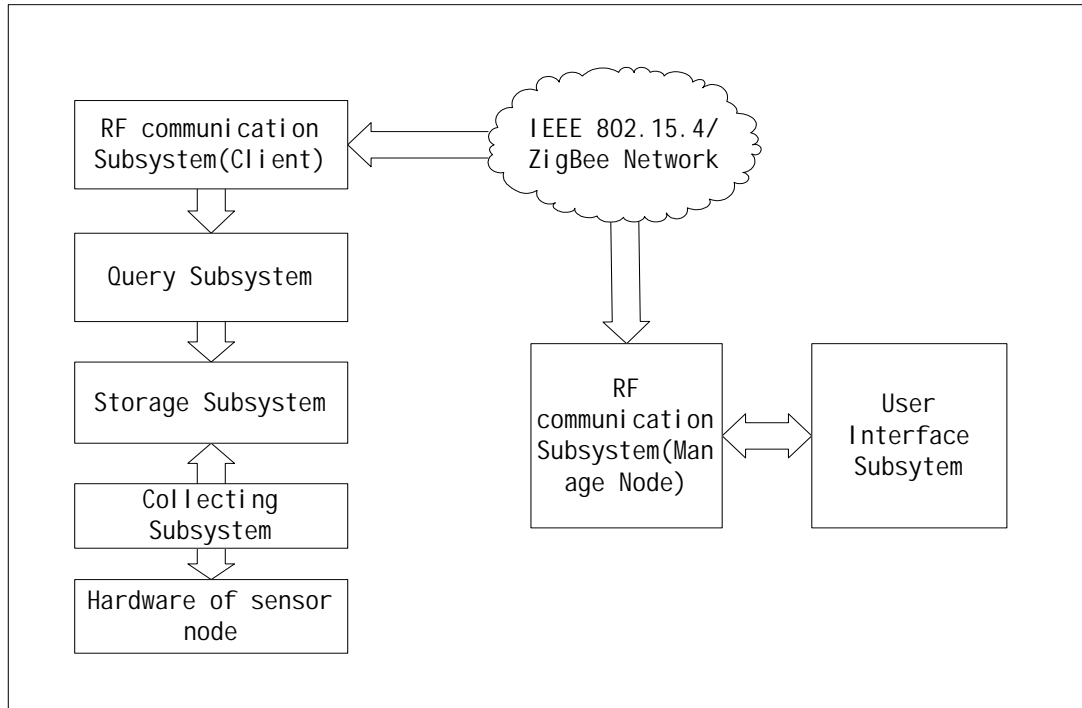 RF communication
Subsystem(Client)
IEEE 802.15.4/
ZigBee Network
Query Subsystem
Storage Subsystem
Collecting
Subsystem
Hardware of sensor
node
RF
communication
Subsystem(Man
age Node)
User
Interface
Subsytem